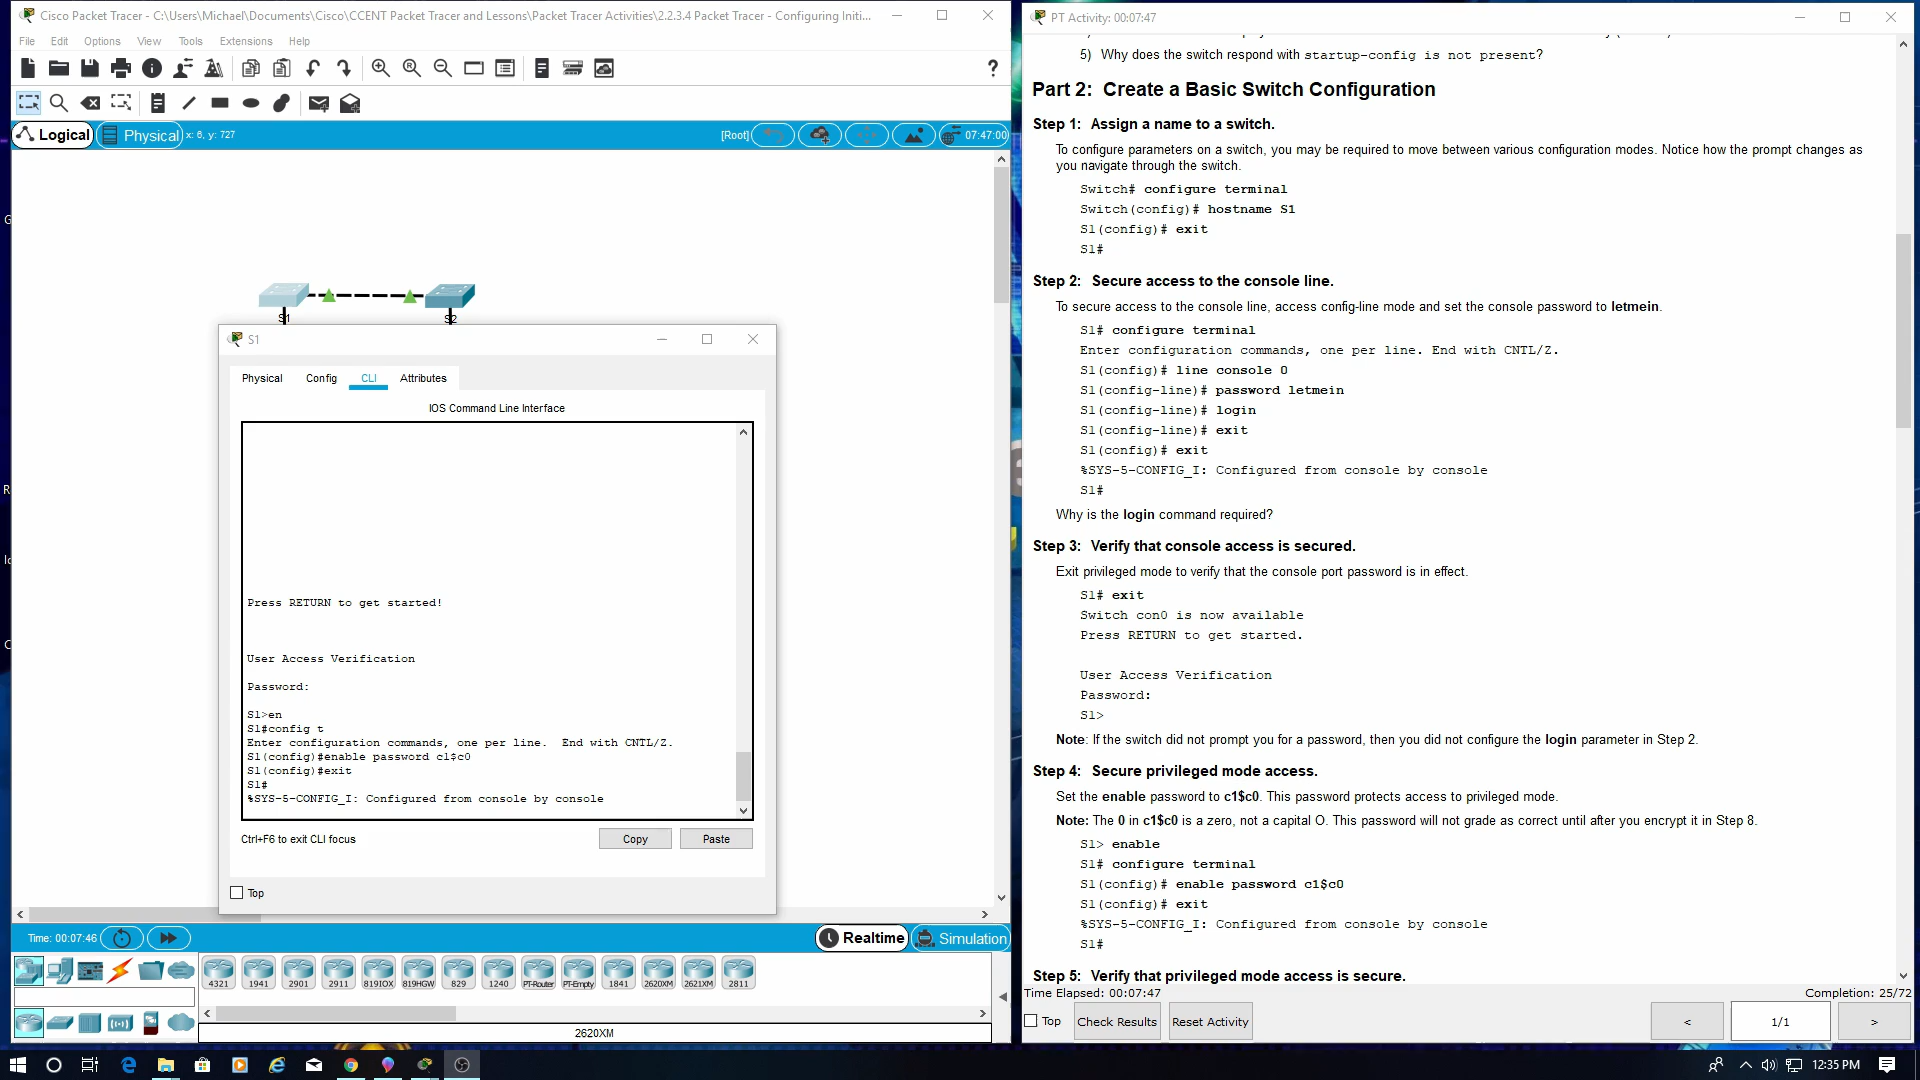 Cisco Packet Tracer - C:\Users\Michael\Documents\Cisco\CCENT Packet Tracer and Lessons\Packet Tracer Activities\2.2.3.4 Packet Tracer - Configuring Initi...
File Edit Options View Tools Extensions Help
Logical
Physical
x: 6, y: 727
[Root]
07:47:00
S1
S2
S1
Physical Config CLI Attributes
IOS Command Line Interface
Press RETURN to get started!
User Access Verification
Password:
S1>en
S1#config t
Enter configuration commands, one per line.  End with CNTL/Z.
S1(config)#enable password c1$c0
S1(config)#exit
S1#
%SYS-5-CONFIG_I: Configured from console by console
Ctrl+F6 to exit CLI focus
Copy
Paste
Top
Time: 00:07:46
Realtime
Simulation
4321 1941 2901 2911 819IOX 819HGW 829 1240 PT-Router PT-Empty 1841 2620XM 2621XM 2811
2620XM
PT Activity: 00:07:47
5) Why does the switch respond with startup-config is not present?
Part 2: Create a Basic Switch Configuration
Step 1: Assign a name to a switch.
To configure parameters on a switch, you may be required to move between various configuration modes. Notice how the prompt changes as
you navigate through the switch.
Switch# configure terminal
Switch(config)# hostname S1
S1(config)# exit
S1#
Step 2: Secure access to the console line.
To secure access to the console line, access config-line mode and set the console password to letmein.
S1# configure terminal
Enter configuration commands, one per line. End with CNTL/Z.
S1(config)# line console 0
S1(config-line)# password letmein
S1(config-line)# login
S1(config-line)# exit
S1(config)# exit
%SYS-5-CONFIG_I: Configured from console by console
S1#
Why is the login command required?
Step 3: Verify that console access is secured.
Exit privileged mode to verify that the console port password is in effect.
S1# exit
Switch con0 is now available
Press RETURN to get started.
User Access Verification
Password:
S1>
Note: If the switch did not prompt you for a password, then you did not configure the login parameter in Step 2.
Step 4: Secure privileged mode access.
Set the enable password to c1$c0. This password protects access to privileged mode.
Note: The 0 in c1$c0 is a zero, not a capital O. This password will not grade as correct until after you encrypt it in Step 8.
S1> enable
S1# configure terminal
S1(config)# enable password c1$c0
S1(config)# exit
%SYS-5-CONFIG_I: Configured from console by console
S1#
Step 5: Verify that privileged mode access is secure.
Time Elapsed: 00:07:47
Completion: 25/72
Top
Check Results
Reset Activity
<
1/1
>
12:35 PM